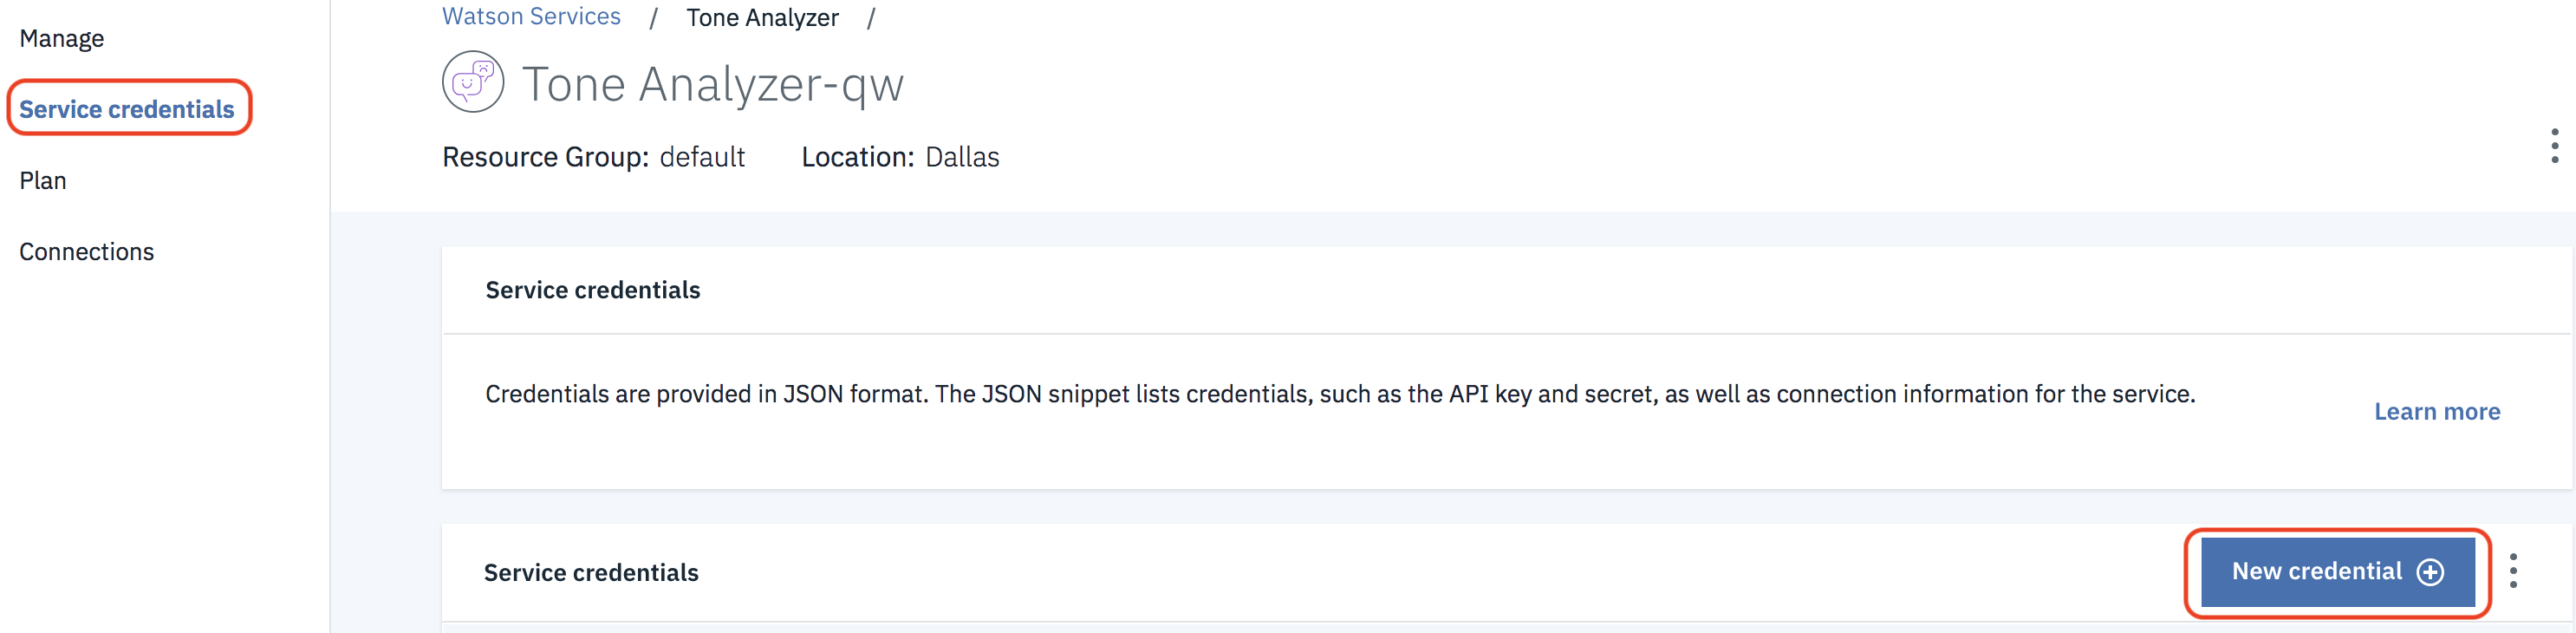 Manage
Service credentials
Plan
Connections
Watson Services / Tone Analyzer /
Tone Analyzer-qw
Resource Group: default Location: Dallas
Service credentials
Credentials are provided in JSON format. The JSON snippet lists credentials, such as the API key and secret, as well as connection information for the service.
Learn more
Service credentials
New credential